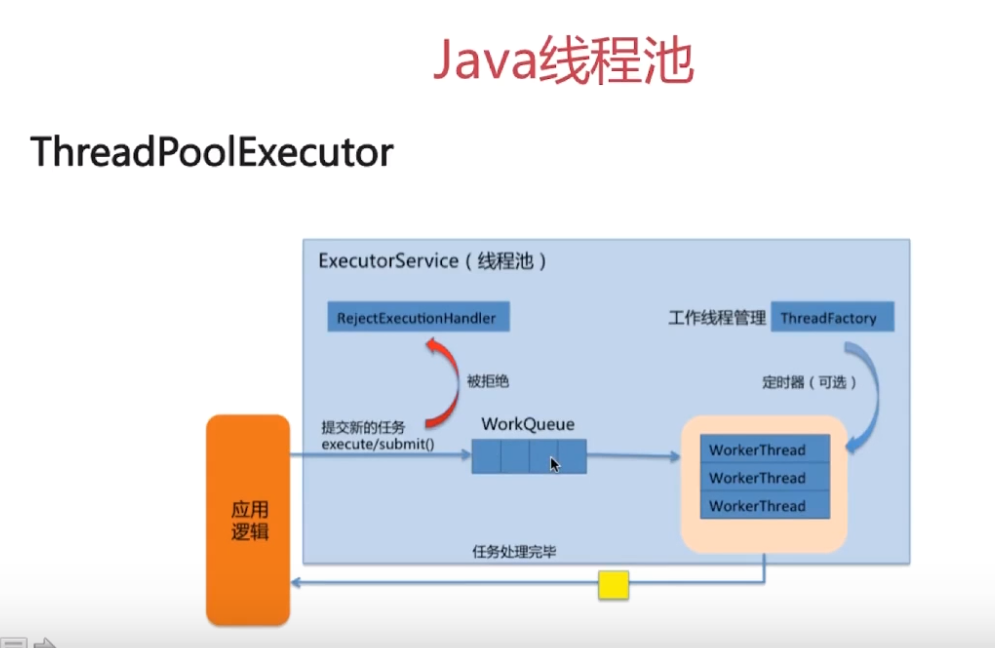 Java线程池
ThreadPoolExecutor
ExecutorService（线程池）
RejectExecutionHandler
工作线程管理
ThreadFactory
被拒绝
定时器（可选）
提交新的任务
execute/submit()
WorkQueue
WorkerThread
WorkerThread
WorkerThread
应用
逻辑
任务处理完毕